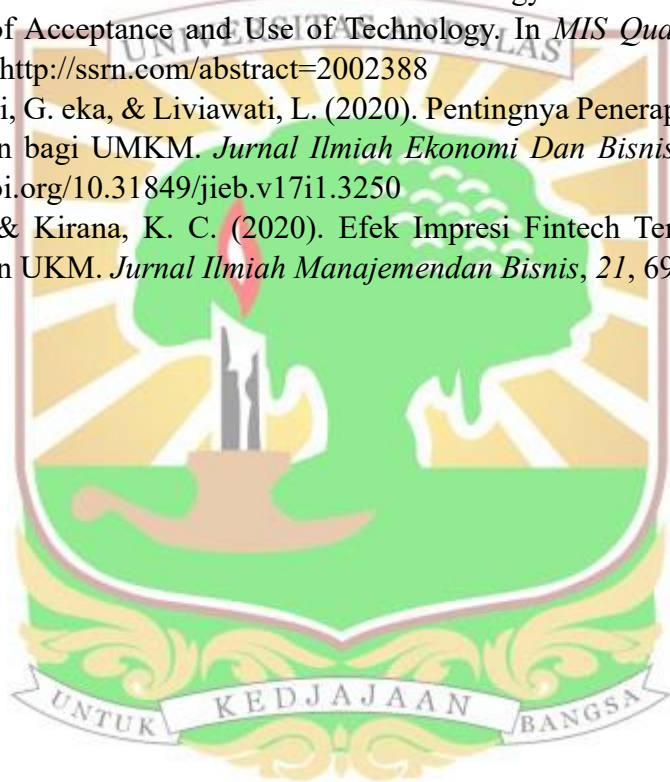 of Acceptance and Use of Technology. In MIS Qua
UNIVERSITAS ANDALAS
http://ssrn.com/abstract=2002388
i, G. eka, & Liviawati, L. (2020). Pentingnya Penerap
n bagi UMKM. Jurnal Ilmiah Ekonomi Dan Bisnis
oi.org/10.31849/jieb.v17i1.3250
& Kirana, K. C. (2020). Efek Impresi Fintech Ter
n UKM. Jurnal Ilmiah Manajemendan Bisnis, 21, 69
UNTUK KEDJAJAAN BANGSA